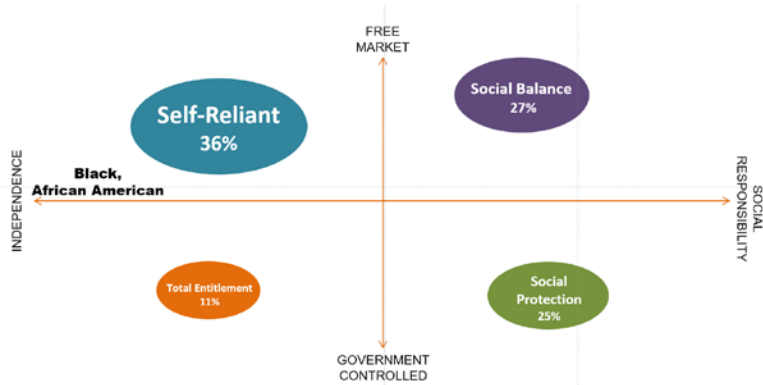 FREE
MARKET
Self-Reliant
36%
Social Balance
27%
INDEPENDENCE
Black,
African American
SOCIAL
RESPONSIBILITY
Total Entitlement
11%
Social
Protection
25%
GOVERNMENT
CONTROLLED